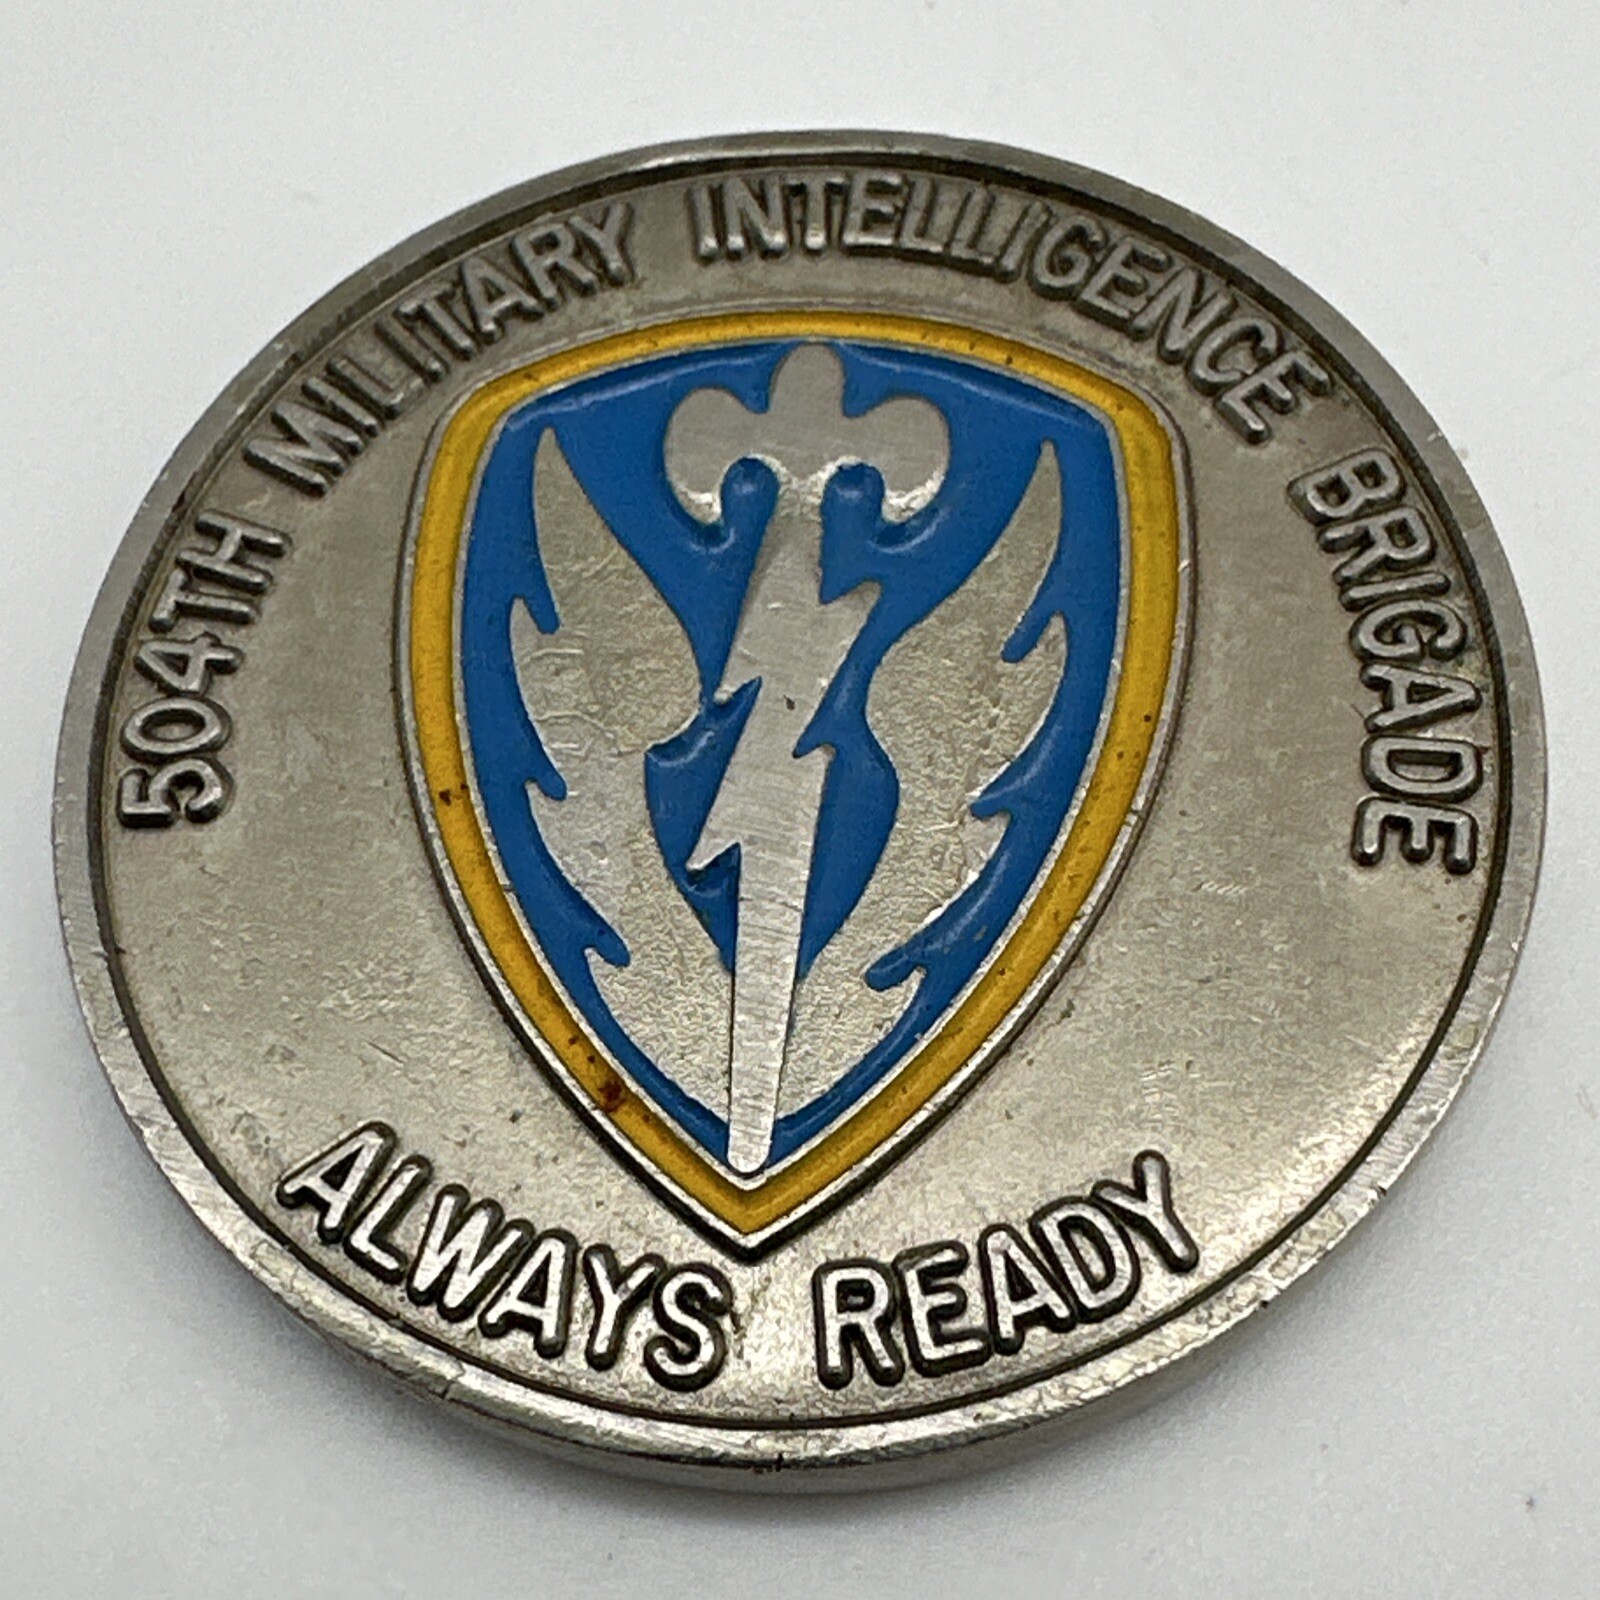 504TH MILITARY INTELLIGENCE BRIGADE
ALWAYS READY